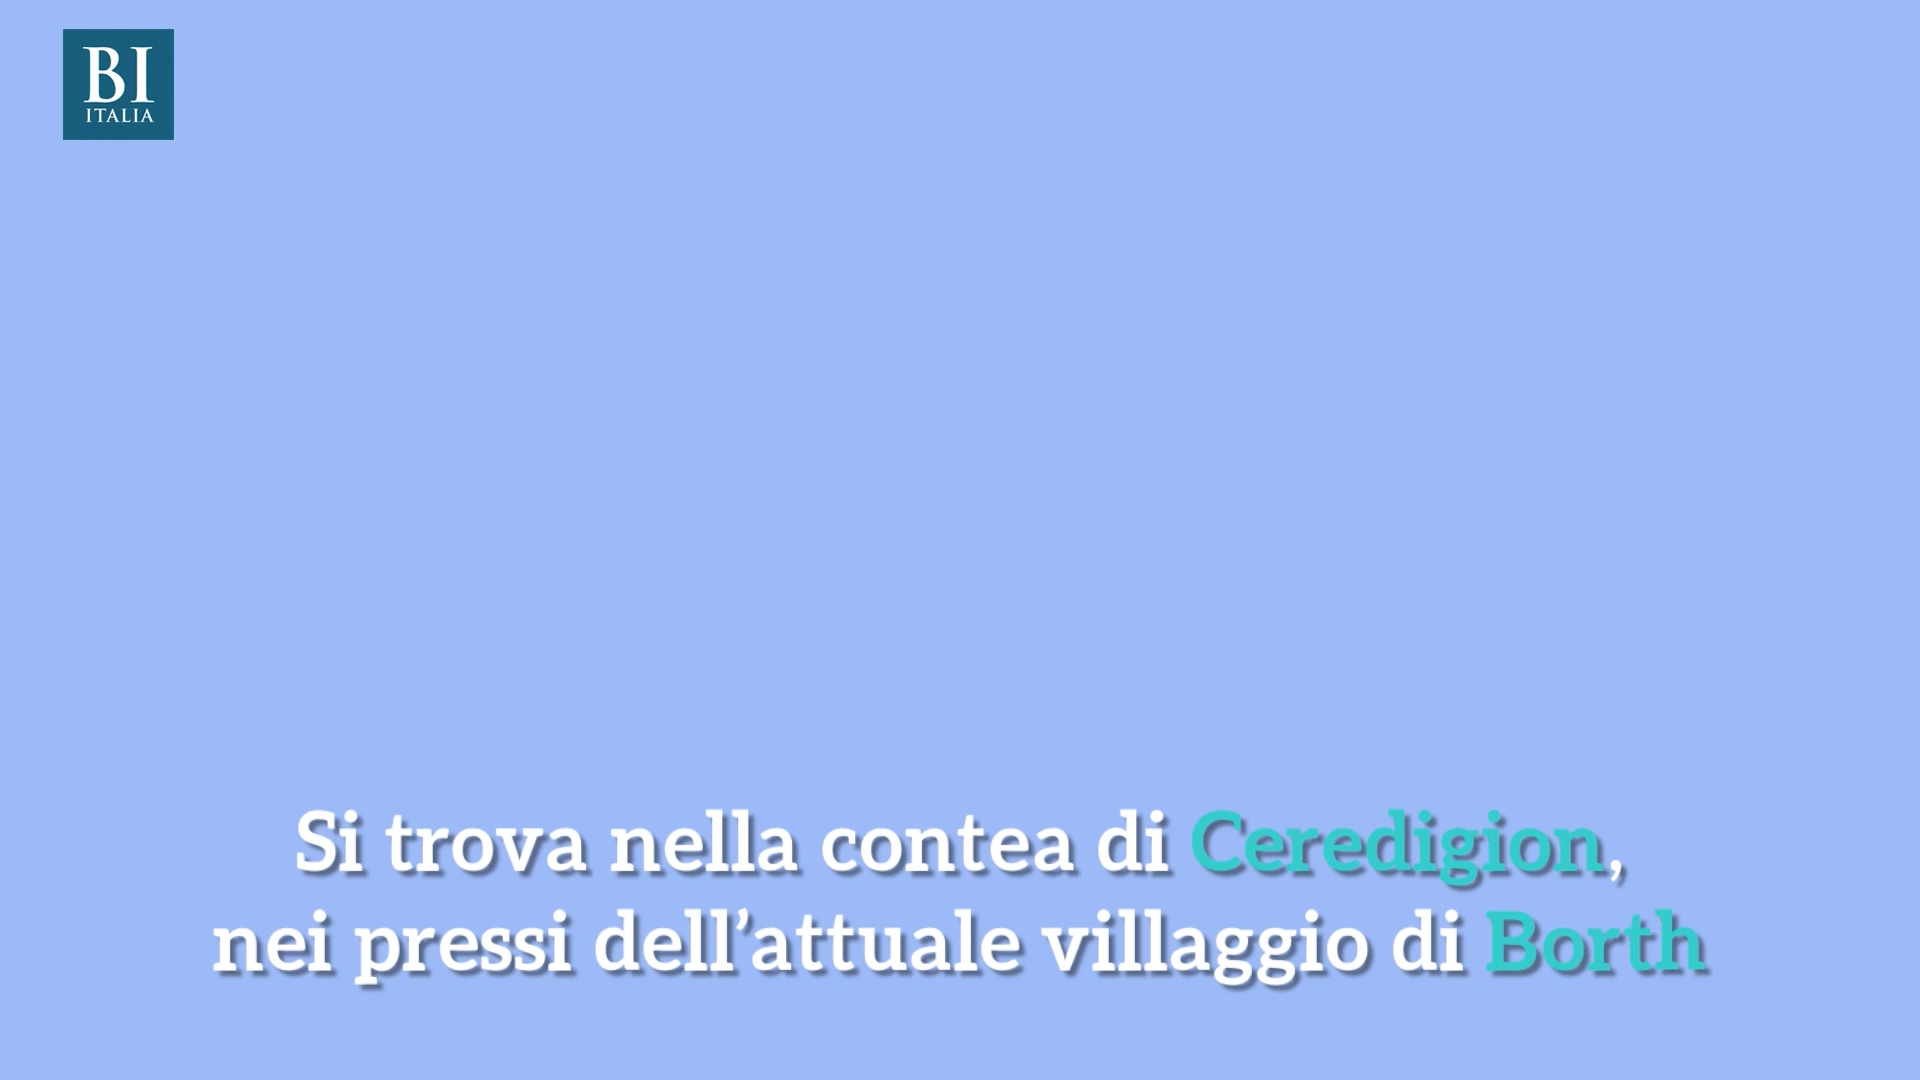 BI
ITALIA
Si trova nella contea di Ceredigion,
nei pressi dell’attuale villaggio di Borth